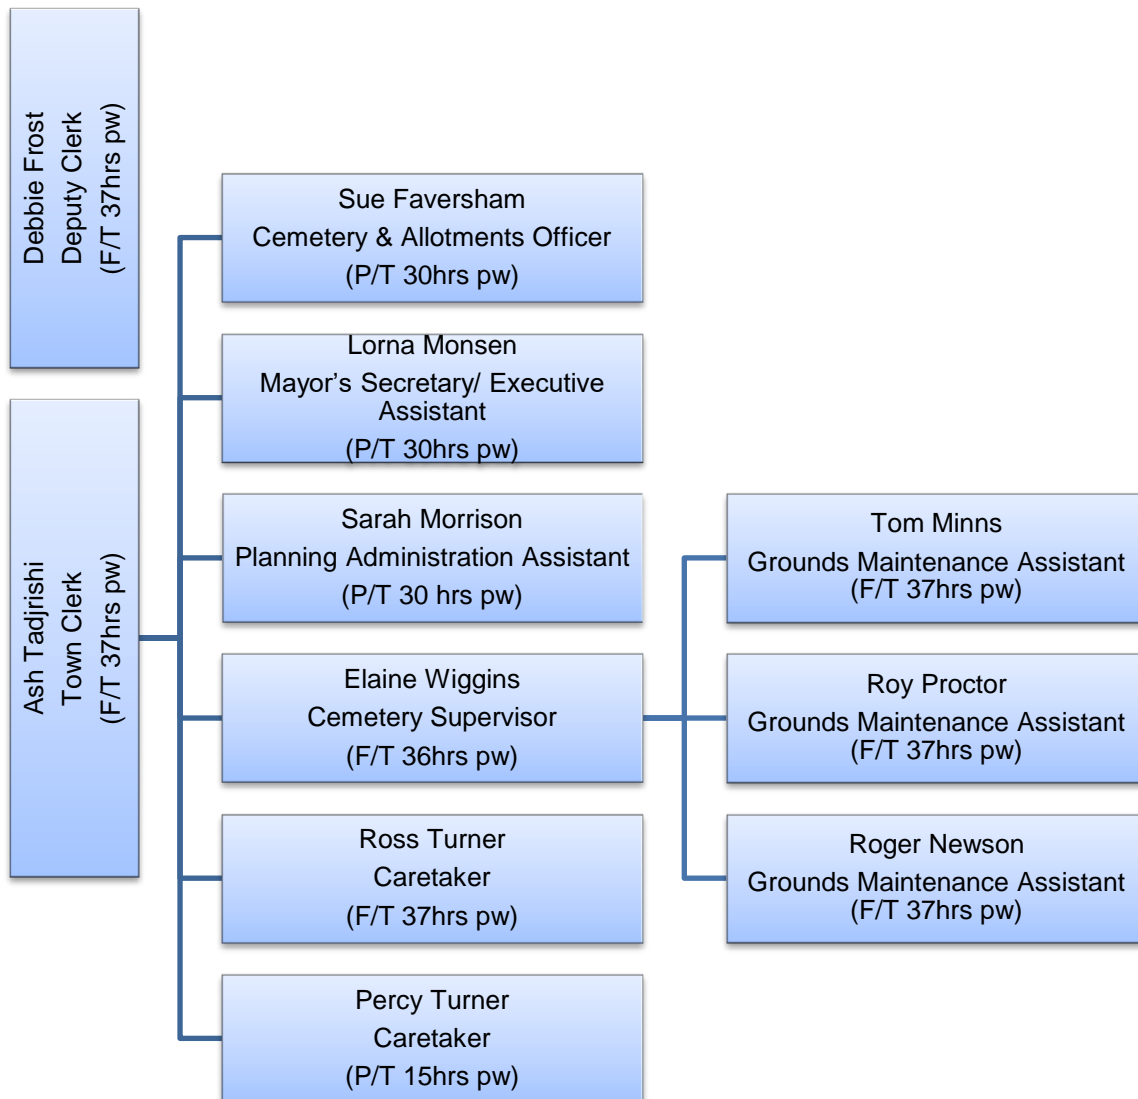 Debbie Frost
Deputy Clerk
(F/T 37hrs pw)
Ash Tadjrishi
Town Clerk
(F/T 37hrs pw)
Sue Faversham
Cemetery & Allotments Officer
(P/T 30hrs pw)
Lorna Monsen
Mayor’s Secretary/ Executive
Assistant
(P/T 30hrs pw)
Sarah Morrison
Planning Administration Assistant
(P/T 30 hrs pw)
Elaine Wiggins
Cemetery Supervisor
(F/T 36hrs pw)
Ross Turner
Caretaker
(F/T 37hrs pw)
Percy Turner
Caretaker
(P/T 15hrs pw)
Tom Minns
Grounds Maintenance Assistant
(F/T 37hrs pw)
Roy Proctor
Grounds Maintenance Assistant
(F/T 37hrs pw)
Roger Newson
Grounds Maintenance Assistant
(F/T 37hrs pw)